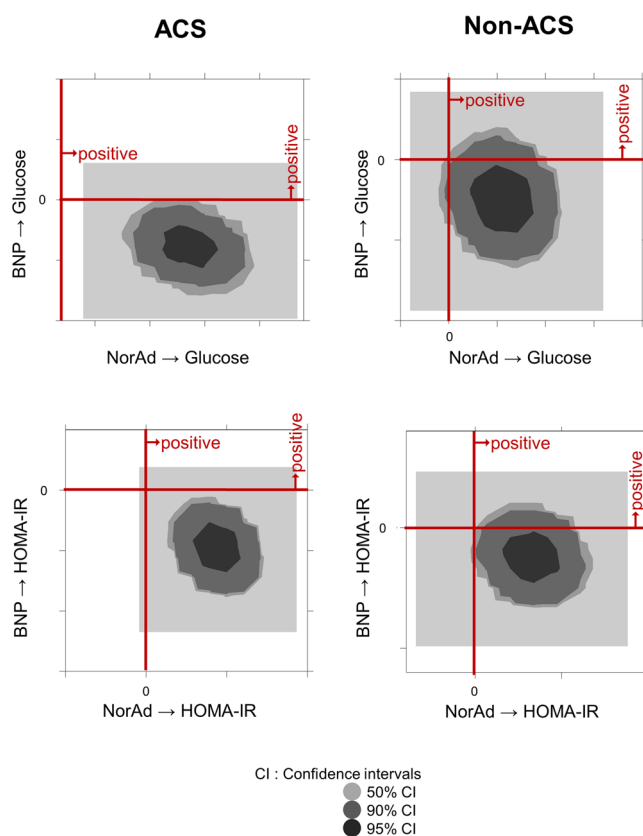 ACS
Non-ACS
positive
positive
0
BNP → Glucose
NorAd → Glucose
positive
positive
0
BNP → Glucose
0
NorAd → Glucose
positive
positive
0
BNP → HOMA-IR
0
NorAd → HOMA-IR
positive
positive
0
BNP → HOMA-IR
0
NorAd → HOMA-IR
CI : Confidence intervals
50% CI
90% CI
95% CI